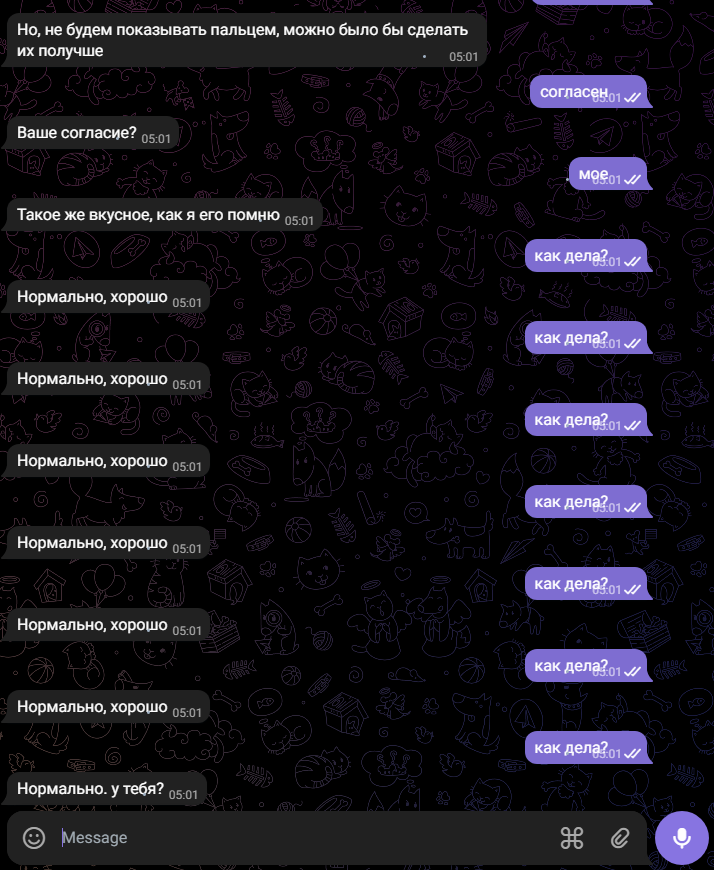 Но, не будем показывать пальцем, можно было бы сделать
их получше
05:01
согласен
05:01
Ваше согласие?
05:01
мое
05:01
Такое же вкусное, как я его помню
05:01
как дела?
05:01
Нормально, хорошо
05:01
как дела?
05:01
Нормально, хорошо
05:01
как дела?
05:01
Нормально, хорошо
05:01
как дела?
05:01
Нормально, хорошо
05:01
как дела?
05:01
Нормально, хорошо
05:01
как дела?
05:01
Нормально, хорошо
05:01
как дела?
05:01
Нормально. у тебя?
05:01
Message